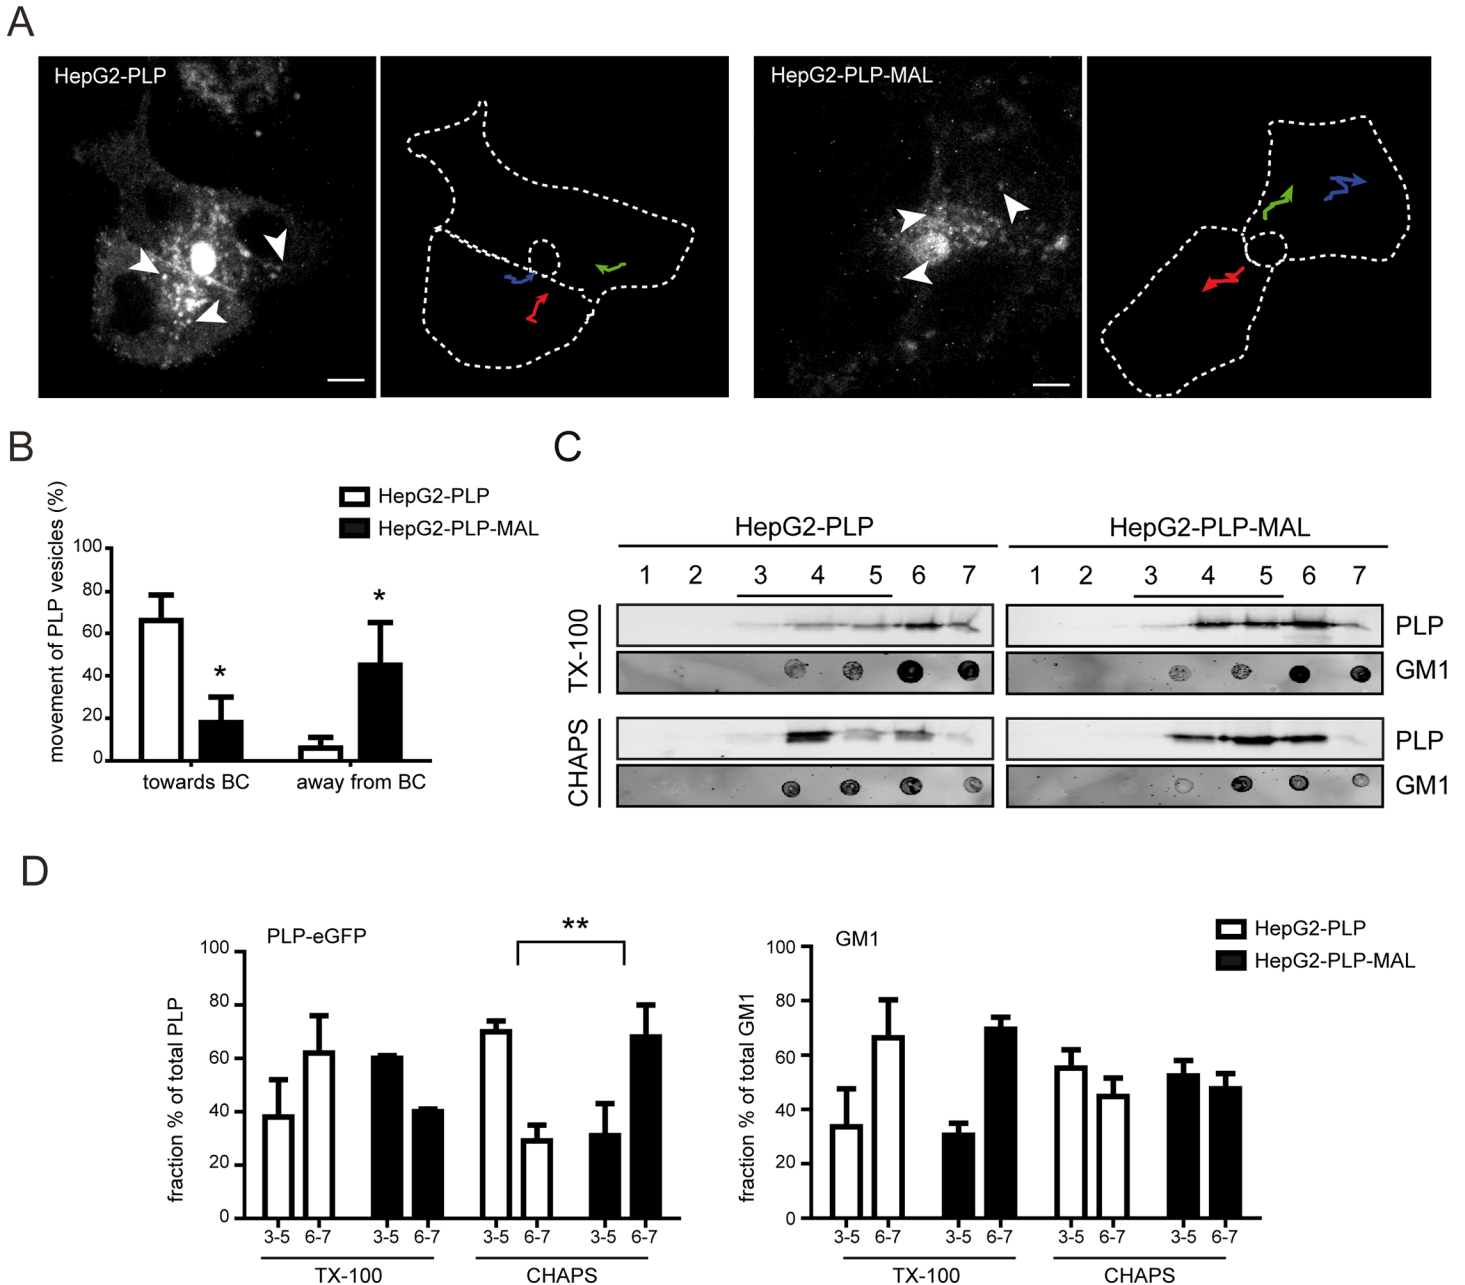 A
HepG2-PLP
HepG2-PLP-MAL
B
movement of PLP vesicles (%)
HepG2-PLP
HepG2-PLP-MAL
100
80
60
40
20
0
*
*
towards BC
away from BC
C
HepG2-PLP
HepG2-PLP-MAL
1 2 3 4 5 6 7
1 2 3 4 5 6 7
TX-100
PLP
GM1
CHAPS
PLP
GM1
D
PLP-eGFP
fraction % of total PLP
100
80
60
40
20
0
**
3-5 6-7 3-5 6-7 3-5 6-7 3-5 6-7
TX-100 CHAPS
GM1
fraction % of total GM1
100
80
60
40
20
0
3-5 6-7 3-5 6-7 3-5 6-7 3-5 6-7
TX-100 CHAPS
HepG2-PLP
HepG2-PLP-MAL